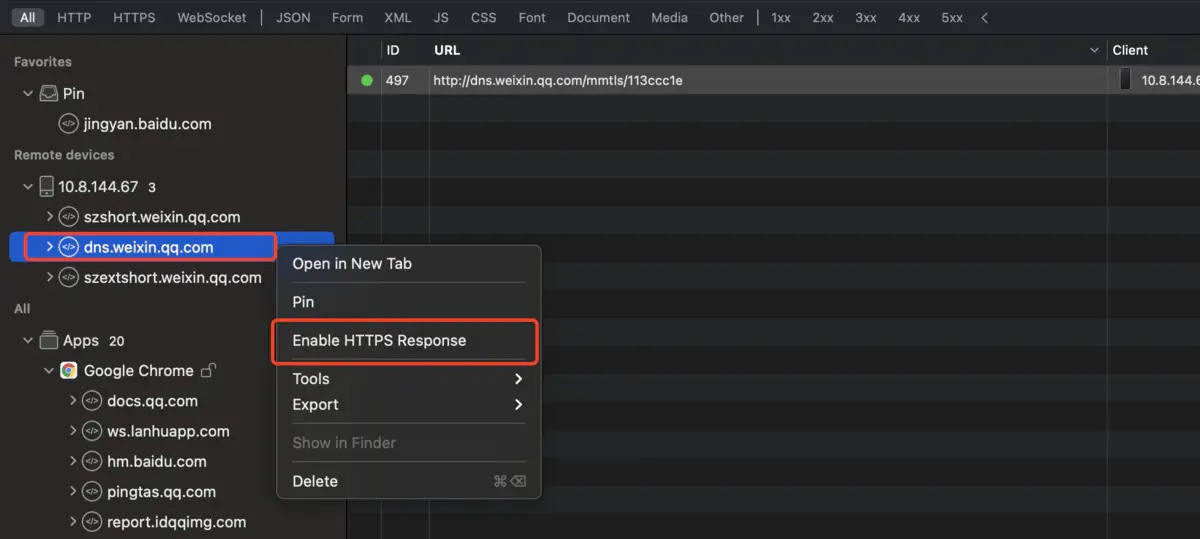 All HTTP HTTPS WebSocket JSON Form XML JS CSS Font Document Media Other 1xx 2xx 3xx 4xx 5xx
Favorites
Pin
jingyan.baidu.com
Remote devices
10.8.144.67 3
szshort.weixin.qq.com
dns.weixin.qq.com
szextshort.weixin.qq.com
All
Apps 20
Google Chrome
docs.qq.com
ws.lanhuapp.com
hm.baidu.com
pingtas.qq.com
report.idqqimg.com
ID URL Client
497 http://dns.weixin.qq.com/mmtls/113ccc1e 10.8.144.6
Open in New Tab
Pin
Enable HTTPS Response
Tools
Export
Show in Finder
Delete ⌘⌫